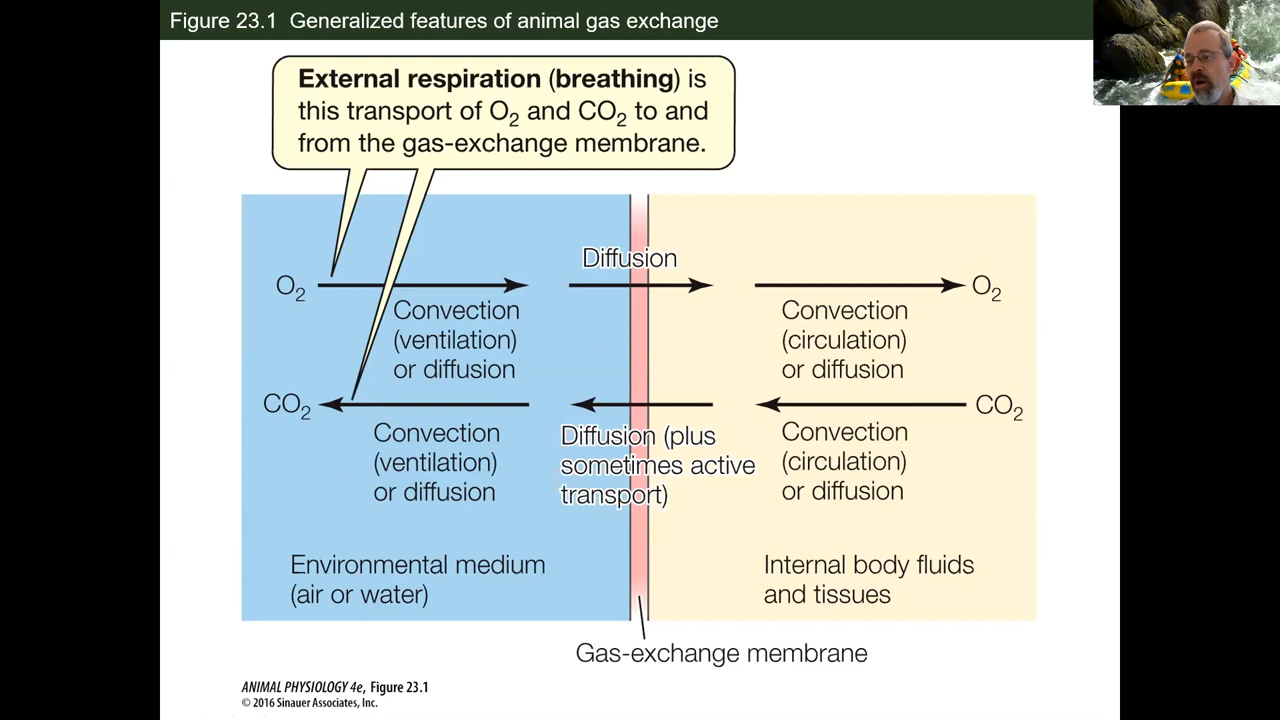 Figure 23.1 Generalized features of animal gas exchange
External respiration (breathing) is
this transport of O₂ and CO₂ to and
from the gas-exchange membrane.
Diffusion
O₂
O₂
Convection
(ventilation)
or diffusion
Convection
(circulation)
or diffusion
CO₂
CO₂
Convection
(ventilation)
or diffusion
Diffusion (plus
sometimes active
transport)
Convection
(circulation)
or diffusion
Environmental medium
(air or water)
Internal body fluids
and tissues
Gas-exchange membrane
ANIMAL PHYSIOLOGY 4e, Figure 23.1
© 2016 Sinauer Associates, Inc.